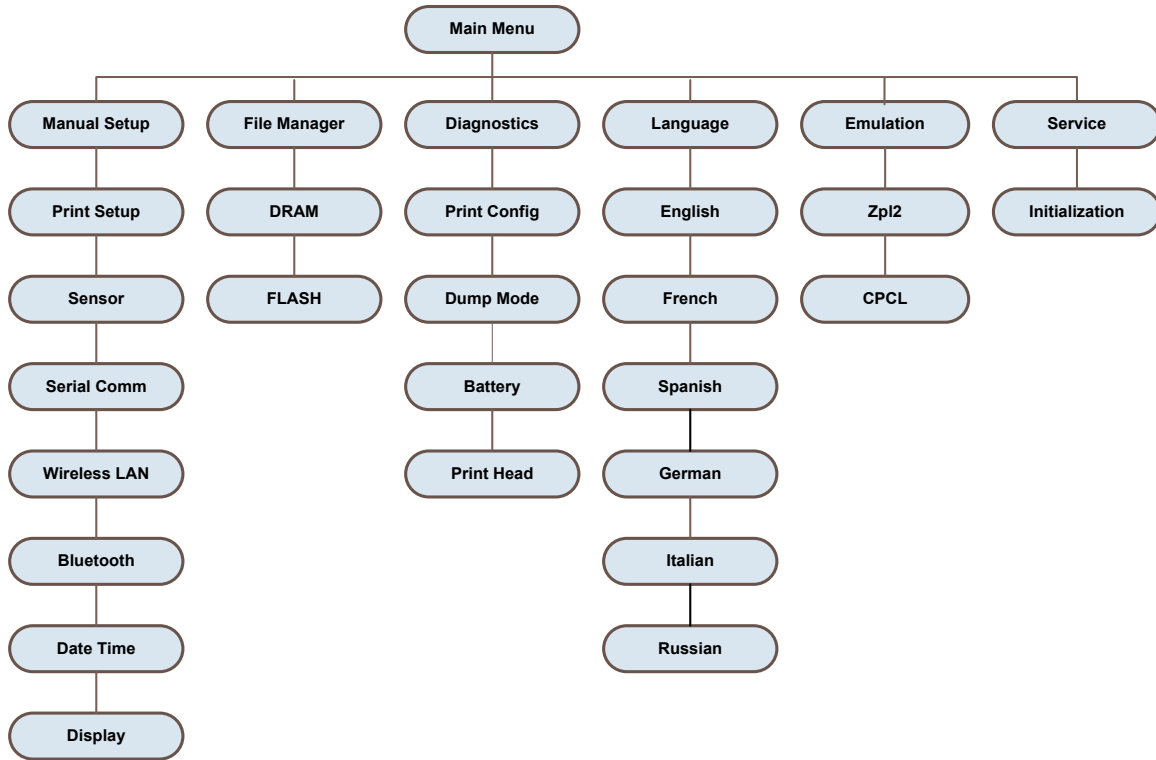 Main Menu
Manual Setup
File Manager
Diagnostics
Language
Emulation
Service
Print Setup
DRAM
Print Config
English
Zpl2
Initialization
Sensor
FLASH
Dump Mode
French
CPCL
Serial Comm
Battery
Spanish
Wireless LAN
Print Head
German
Bluetooth
Italian
Date Time
Russian
Display